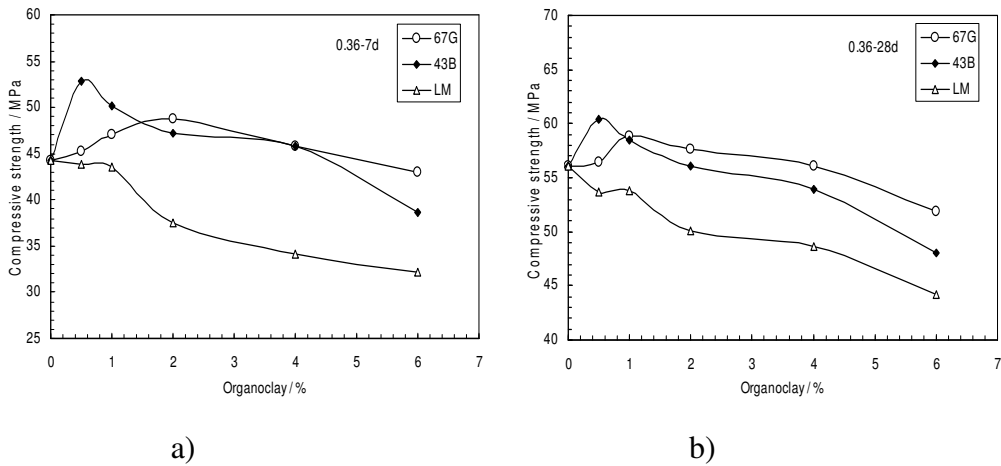 60
55
50
45
40
35
30
25
Compressive strength / MPa
0.36-7d
67G
43B
LM
0 1 2 3 4 5 6 7
Organoclay / %
a)
70
65
60
55
50
45
40
Compressive strength / MPa
0.36-28d
67G
43B
LM
0 1 2 3 4 5 6 7
Organoclay / %
b)